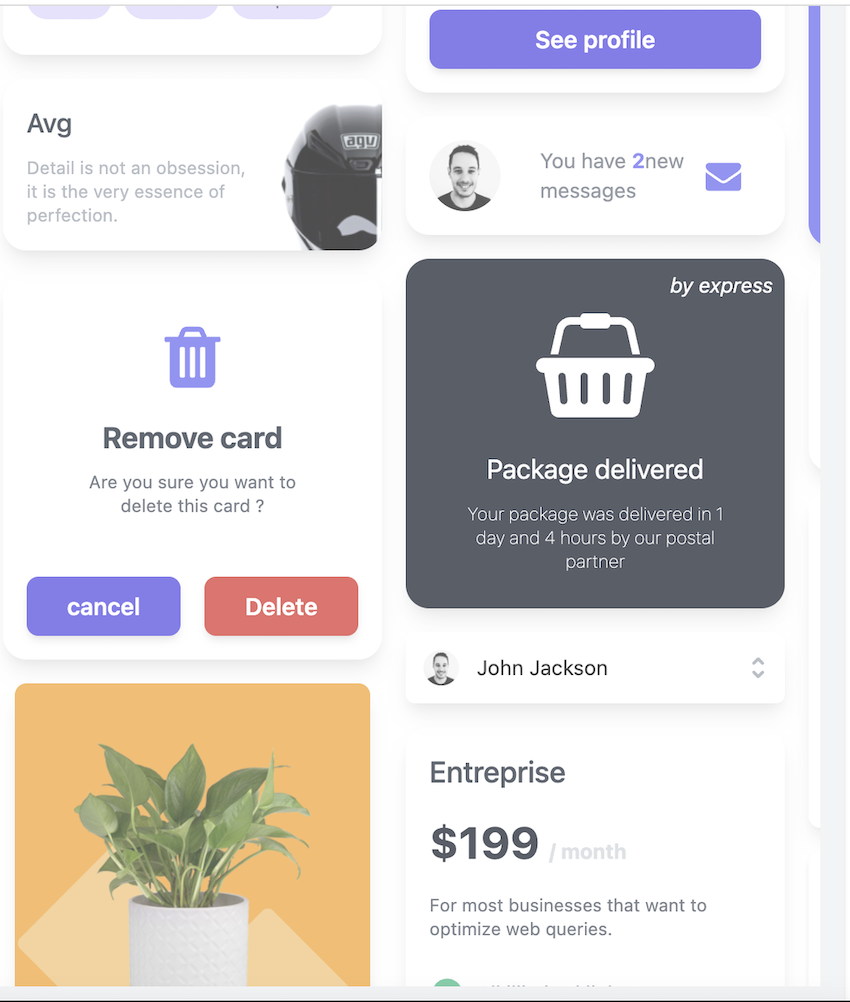 Avg
Detail is not an obsession,
it is the very essence of
perfection.
agv
Remove card
Are you sure you want to
delete this card ?
cancel
Delete
See profile
You have 2new
messages
by express
Package delivered
Your package was delivered in 1
day and 4 hours by our postal
partner
John Jackson
Entreprise
$199 / month
For most businesses that want to
optimize web queries.